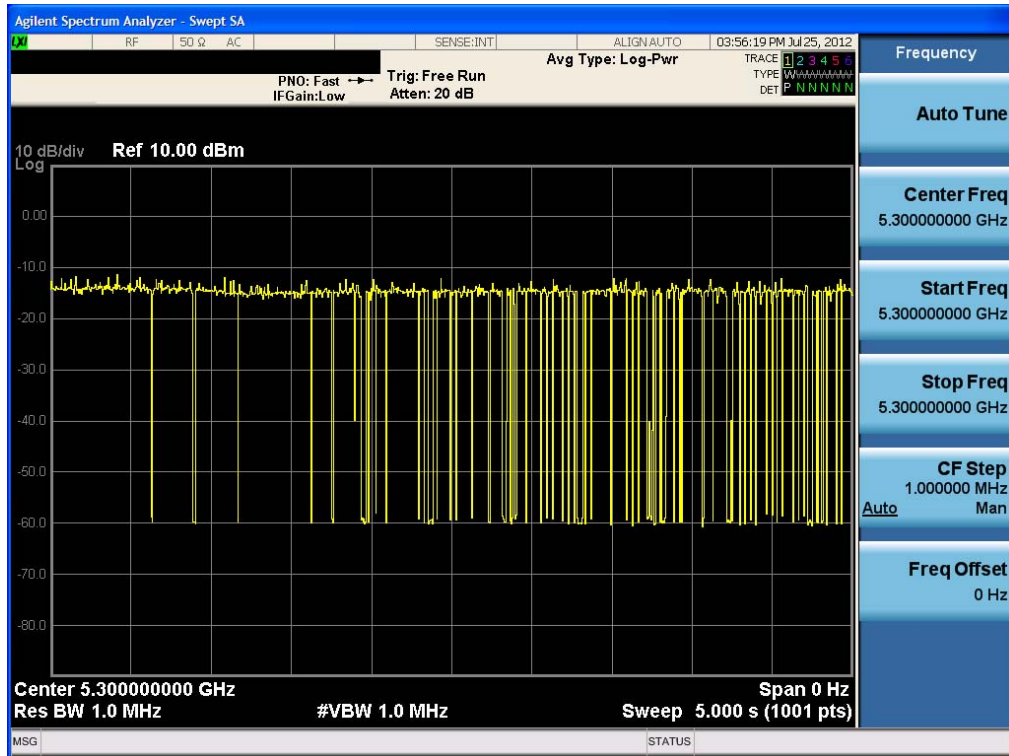 Agilent Spectrum Analyzer - Swept SA
LXI RF 50 Ω AC SENSE:INT ALIGN AUTO 03:56:19 PM Jul 25, 2012
Frequency
PNO: Fast
IFGain:Low
Trig: Free Run
Atten: 20 dB
Avg Type: Log-Pwr
TRACE 1 2 3 4 5 6
TYPE
DET P N N N N N
Auto Tune
10 dB/div
Log
Ref 10.00 dBm
0.00
-10.0
-20.0
-30.0
-40.0
-50.0
-60.0
-70.0
-80.0
Center Freq
5.300000000 GHz
Start Freq
5.300000000 GHz
Stop Freq
5.300000000 GHz
CF Step
1.000000 MHz
Auto Man
Freq Offset
0 Hz
Center 5.300000000 GHz Span 0 Hz
Res BW 1.0 MHz #VBW 1.0 MHz Sweep 5.000 s (1001 pts)
MSG STATUS